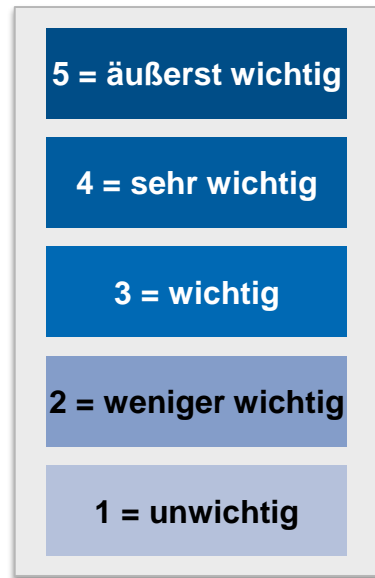 5 = äußerst wichtig
4 = sehr wichtig
3 = wichtig
2 = weniger wichtig
1 = unwichtig